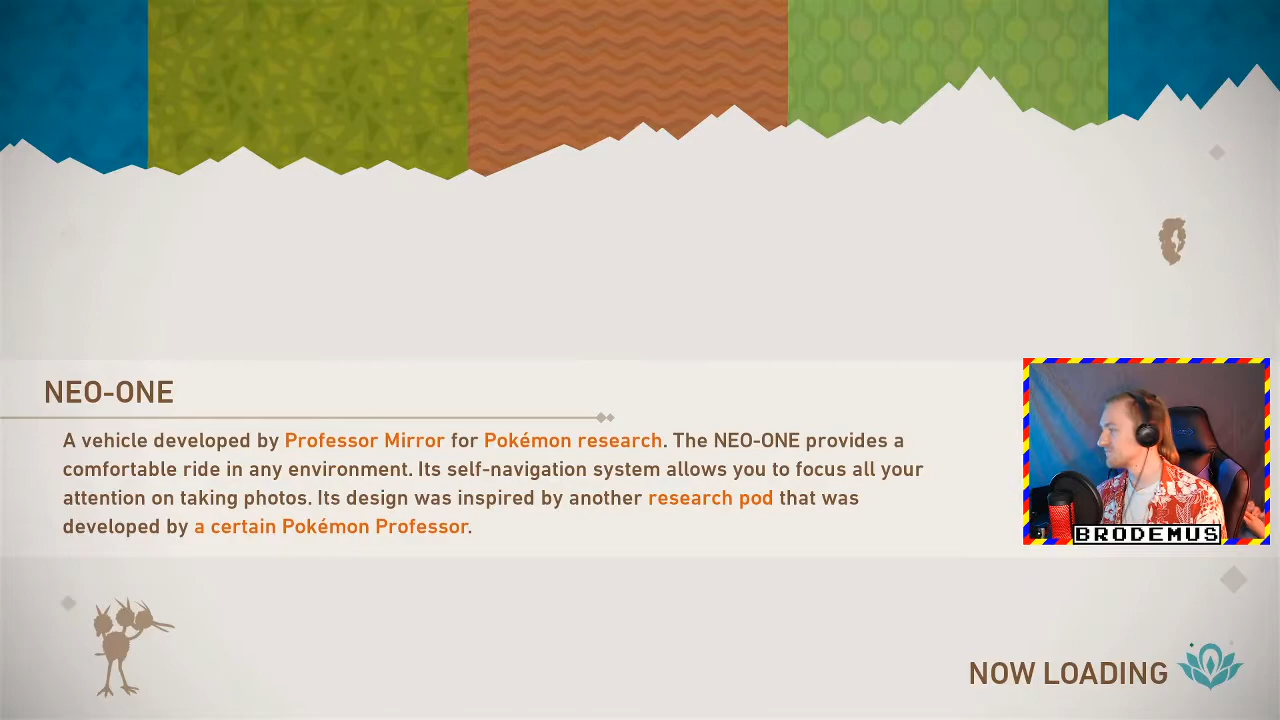 NEO-ONE
A vehicle developed by Professor Mirror for Pokémon research. The NEO-ONE provides a
comfortable ride in any environment. Its self-navigation system allows you to focus all your
attention on taking photos. Its design was inspired by another research pod that was
developed by a certain Pokémon Professor.
BRODEMUS
NOW LOADING